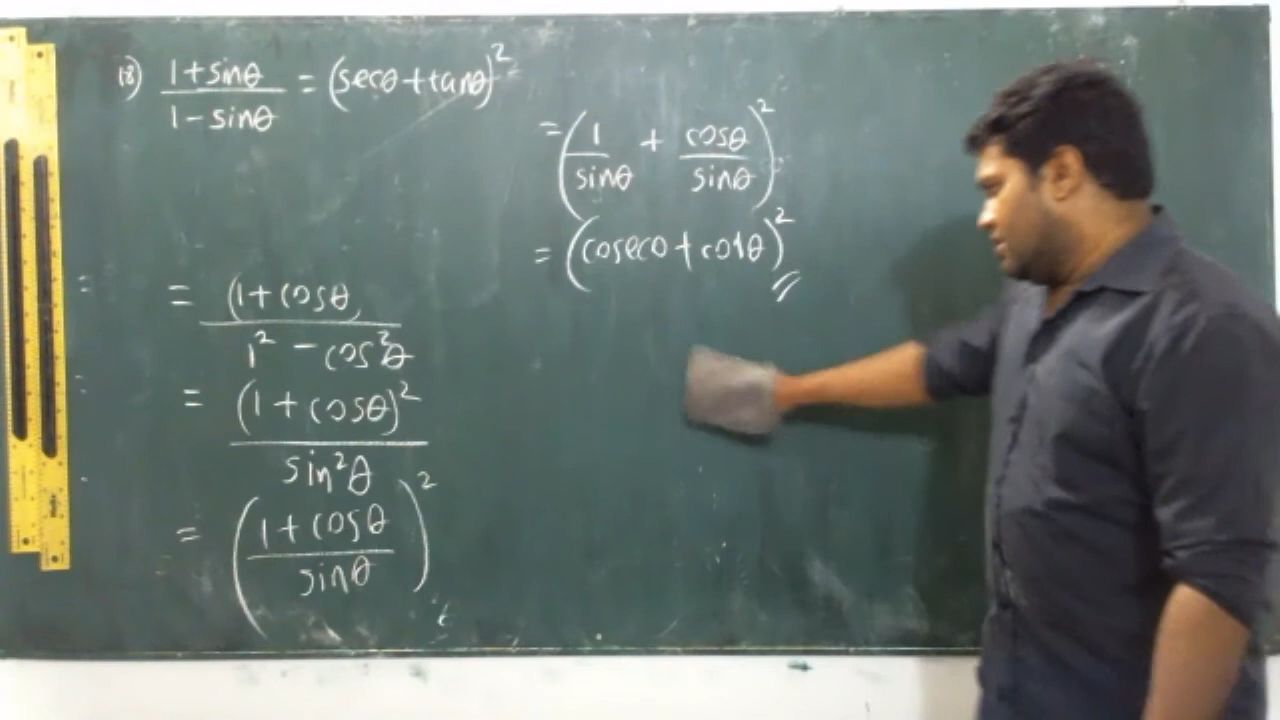 18) 1+sinθ / 1-sinθ = (secθ+tanθ)²
= (1+cosθ / 1² - cos²θ
= (1+cosθ)² / sin²θ
= (1+cosθ / sinθ)²
= (1/sinθ + cosθ/sinθ)²
= (cosecθ+cotθ)²